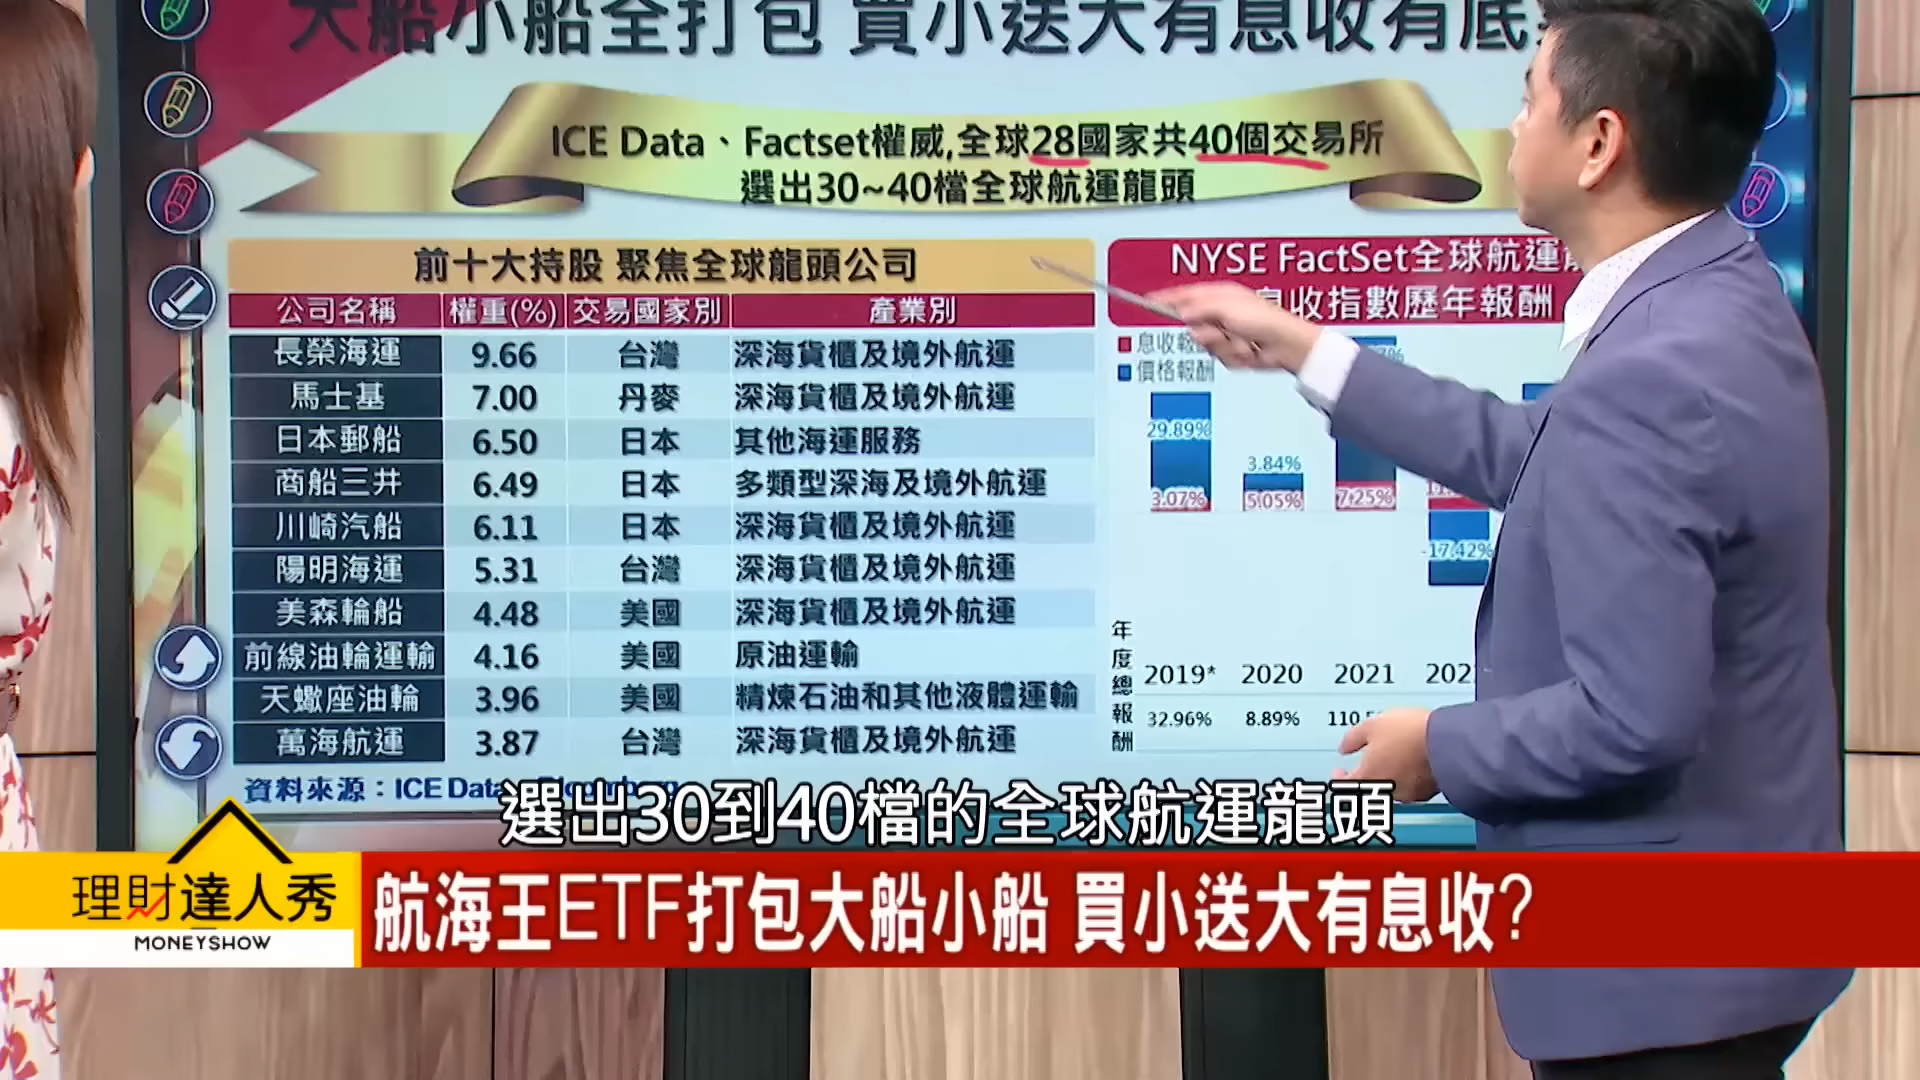 大船小船全打包 買小送大有息收有底
ICE Data、Factset權威,全球28國家共40個交易所
選出30~40檔全球航運龍頭
前十大持股 聚焦全球龍頭公司
公司名稱 權重(%) 交易國家別 產業別
長榮海運 9.66 台灣 深海貨櫃及境外航運
馬士基 7.00 丹麥 深海貨櫃及境外航運
日本郵船 6.50 日本 其他海運服務
商船三井 6.49 日本 多類型深海及境外航運
川崎汽船 6.11 日本 深海貨櫃及境外航運
陽明海運 5.31 台灣 深海貨櫃及境外航運
美森輪船 4.48 美國 深海貨櫃及境外航運
前線油輪運輸 4.16 美國 原油運輸
天蠍座油輪 3.96 美國 精煉石油和其他液體運輸
萬海航運 3.87 台灣 深海貨櫃及境外航運
資料來源：ICE Data
NYSE FactSet全球航運
息收指數歷年報酬
息收報
價格報酬
29.89%
3.84%
3.07%
5.05%
7.25%
-17.42%
年度總報酬
2019* 2020 2021 202
32.96% 8.89% 110.5
選出30到40檔的全球航運龍頭
理財達人秀
MONEYSHOW
航海王ETF打包大船小船 買小送大有息收?